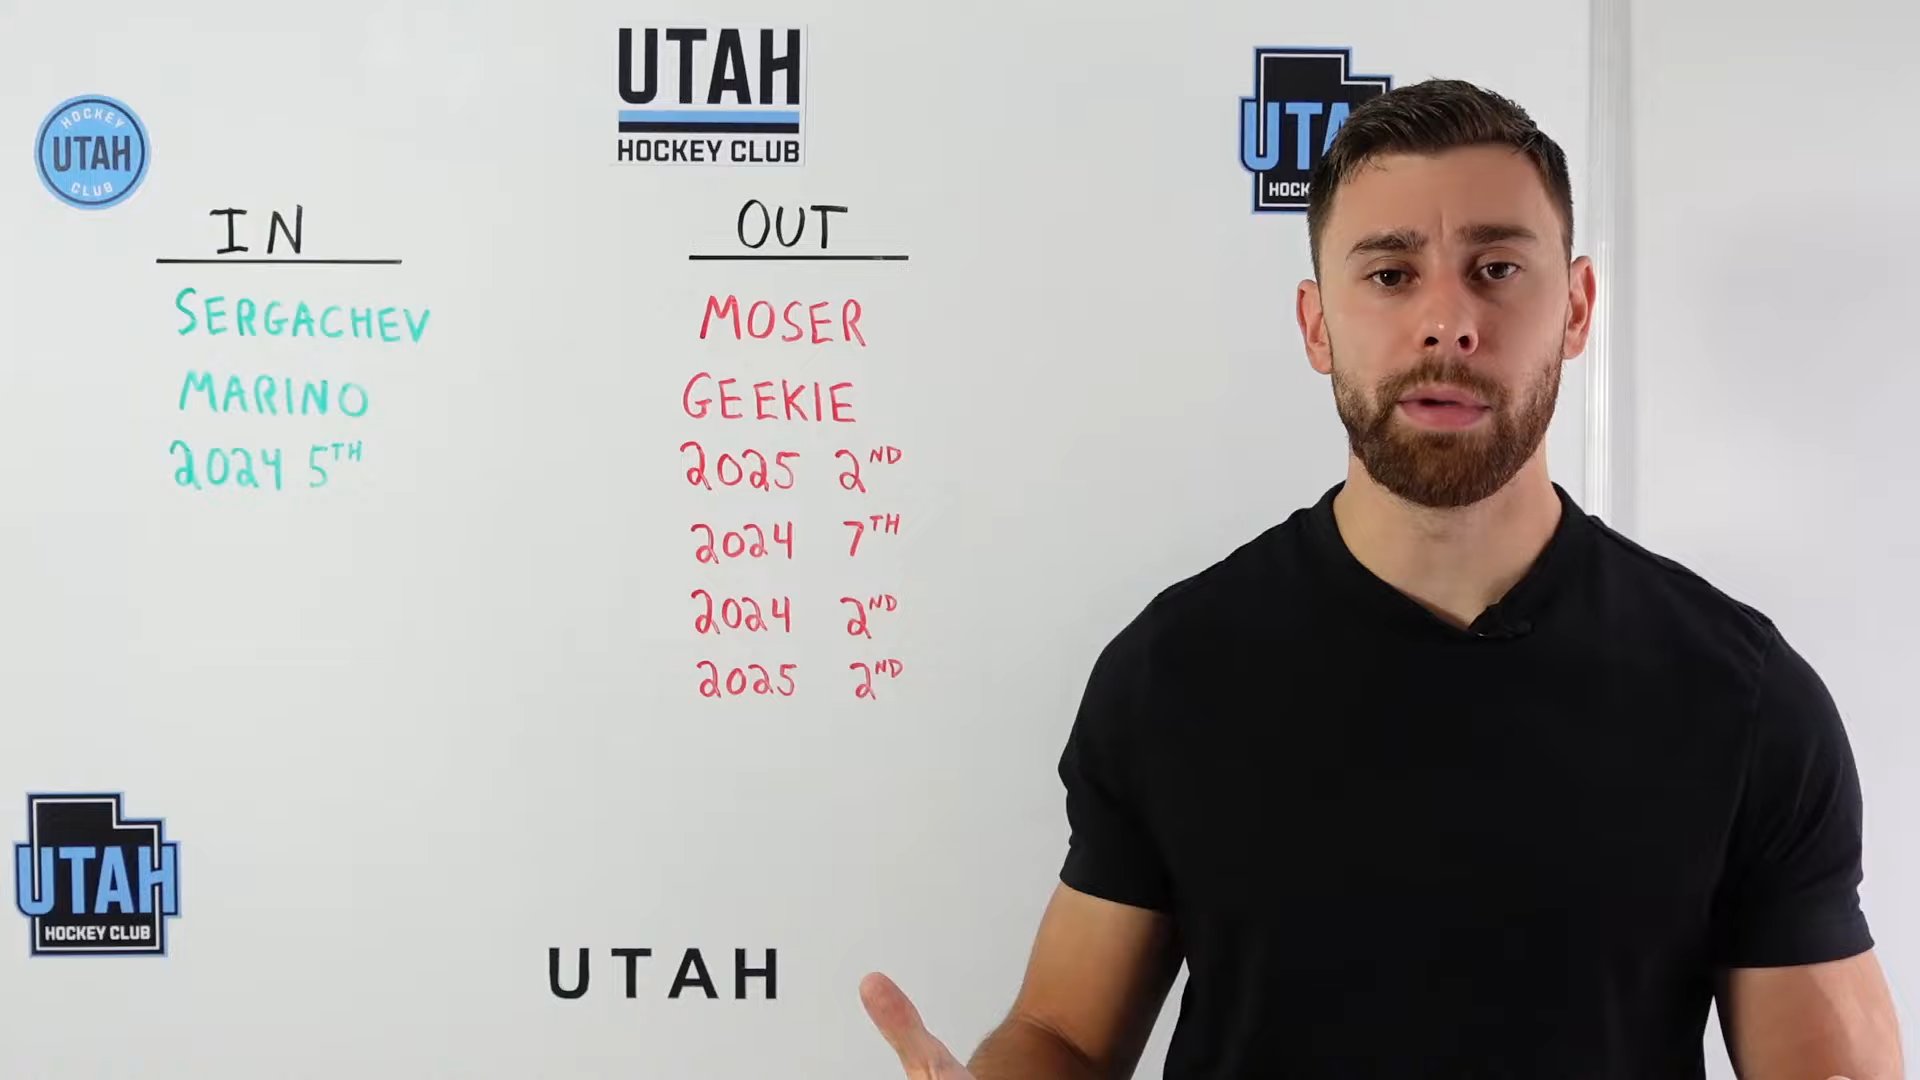 UTAH
HOCKEY CLUB
HOCKEY
UTAH
CLUB
UTA
HOCK
IN
SERGACHEV
MARINO
2024 5TH
OUT
MOSER
GEEKIE
2025 2ND
2024 7TH
2024 2ND
2025 2ND
UTAH
HOCKEY CLUB
UTAH